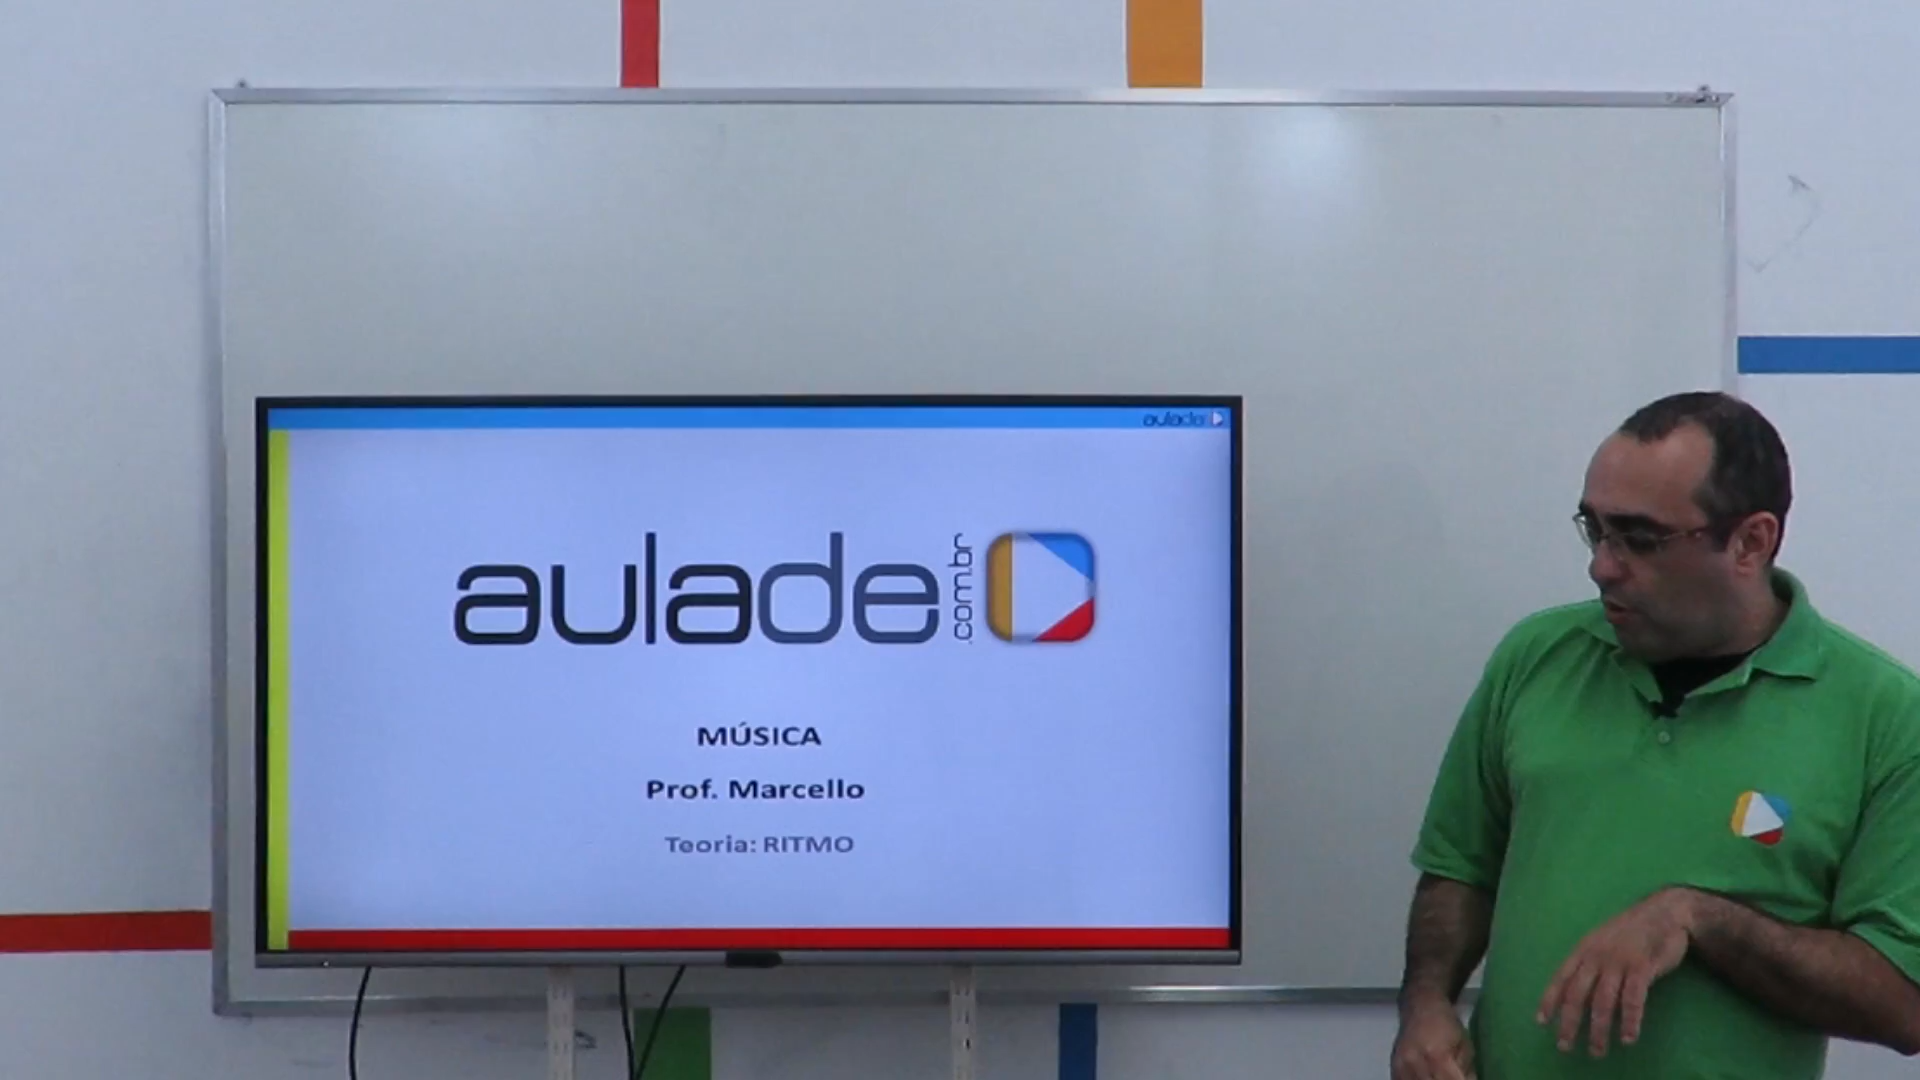 aulade
aulade .com.br
MÚSICA
Prof. Marcello
Teoria: RITMO